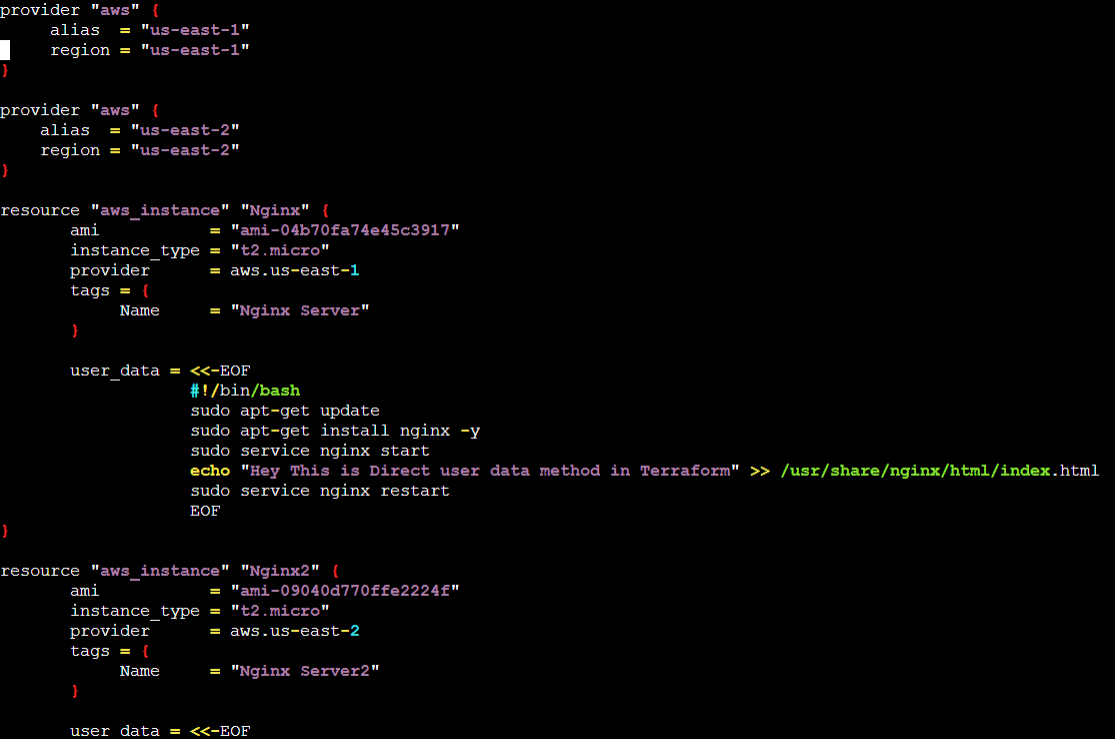 provider "aws" {
     alias  = "us-east-1"
     region = "us-east-1"
}
provider "aws" {
    alias  = "us-east-2"
    region = "us-east-2"
}
resource "aws_instance" "Nginx" {
       ami           = "ami-04b70fa74e45c3917"
       instance_type = "t2.micro"
       provider      = aws.us-east-1
       tags = {
            Name     = "Nginx Server"
       }
       user_data = <<-EOF
                   #!/bin/bash
                   sudo apt-get update
                   sudo apt-get install nginx -y
                   sudo service nginx start
                   echo "Hey This is Direct user data method in Terraform" >> /usr/share/nginx/html/index.html
                   sudo service nginx restart
                   EOF
}
resource "aws_instance" "Nginx2" {
       ami           = "ami-09040d770ffe2224f"
       instance_type = "t2.micro"
       provider      = aws.us-east-2
       tags = {
            Name     = "Nginx Server2"
       }
       user_data = <<-EOF